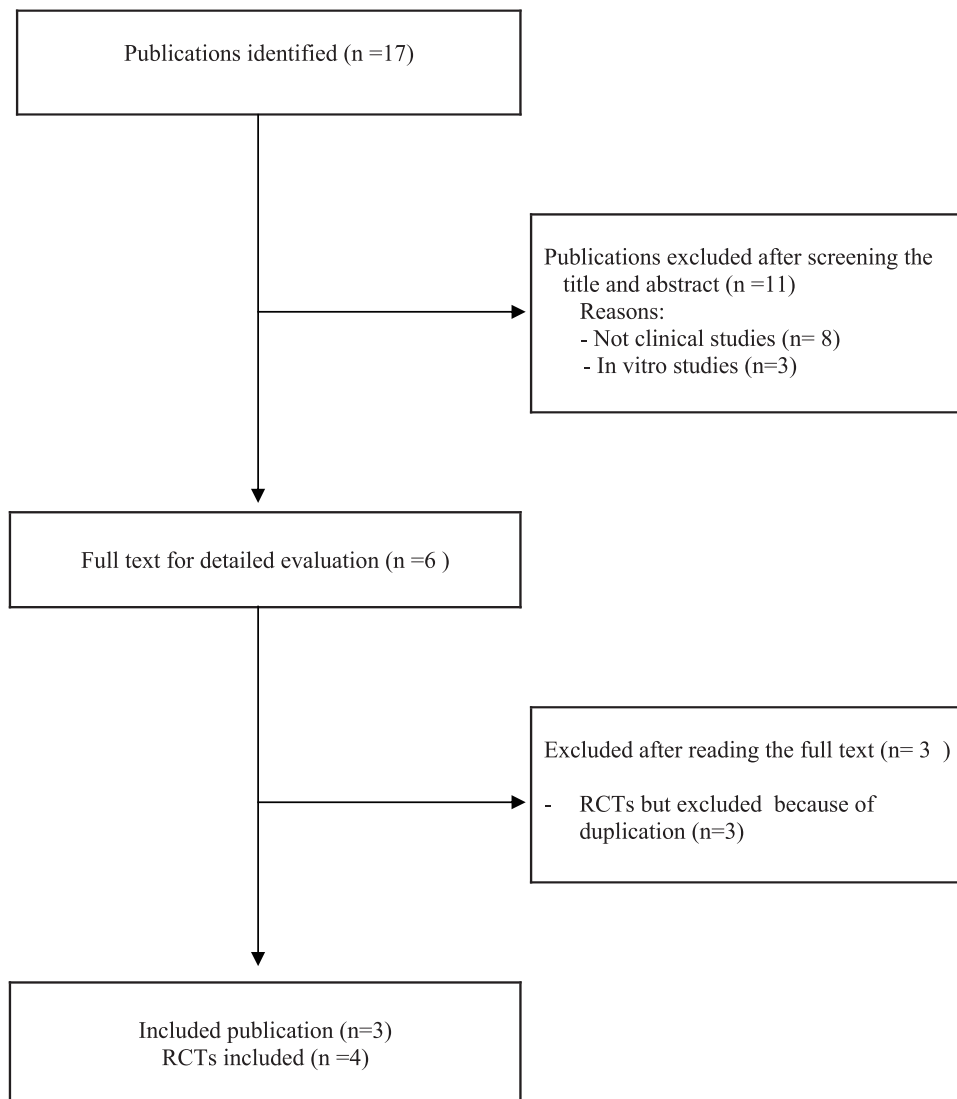 Publications identified (n =17)
Publications excluded after screening the
title and abstract (n =11)
Reasons:
- Not clinical studies (n= 8)
- In vitro studies (n=3)
Full text for detailed evaluation (n =6 )
Excluded after reading the full text (n= 3 )
- RCTs but excluded because of
duplication (n=3)
Included publication (n=3)
RCTs included (n =4)